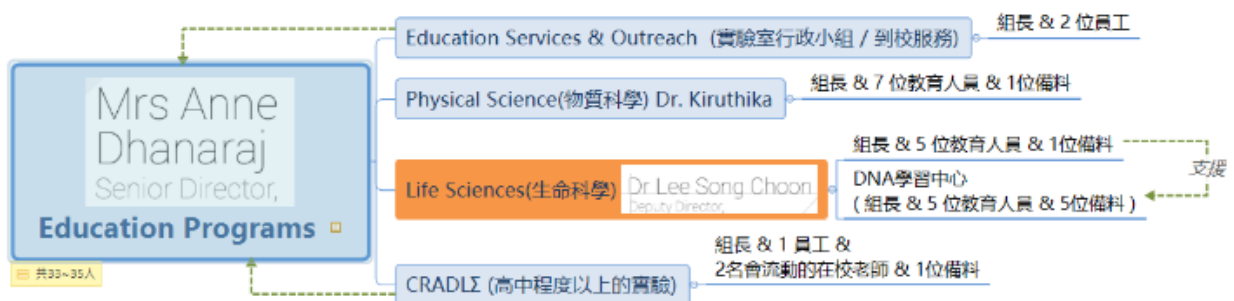 Mrs Anne
Dhanaraj
Senior Director,
Education Programs
共33~35人
Education Services & Outreach (實驗室行政小組 / 到校服務)
組長 & 2 位員工
Physical Science(物質科學) Dr. Kiruthika
組長 & 7 位教育人員 & 1位備料
Life Sciences(生命科學)
Dr Lee Song Choon
Deputy Director,
組長 & 5 位教育人員 & 1位備料
DNA學習中心
( 組長 & 5 位教育人員 & 5位備料 )
支援
CRADLΣ (高中程度以上的實驗)
組長 & 1 員工 &
2名會流動的在校老師 & 1位備料